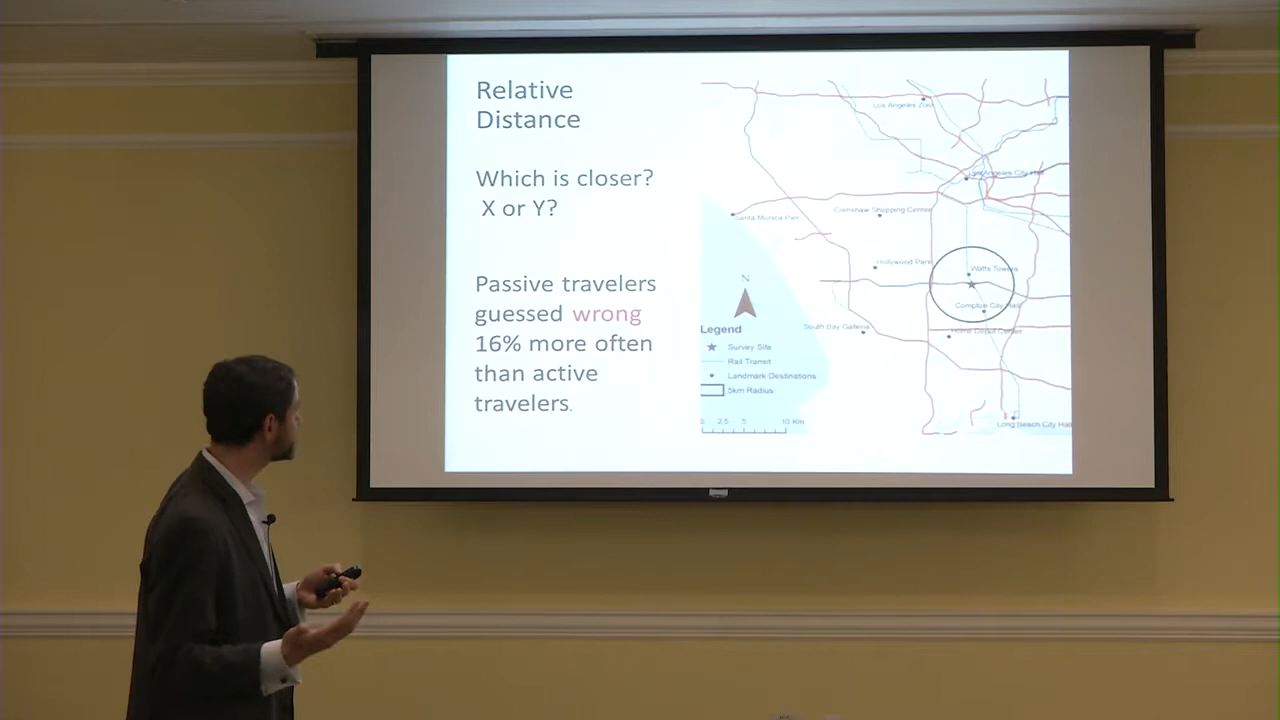 Relative
Distance
Which is closer?
X or Y?
Passive travelers
guessed wrong
16% more often
than active
travelers.
Los Angeles Zoo
Los Angeles City Hall
Santa Monica Pier
Crenshaw Shopping Center
Hollywood Park
Watts Towers
Compton City Hall
South Bay Galleria
Home Depot Center
Long Beach City Hall
N
Legend
Survey Site
Rail Transit
Landmark Destinations
5km Radius
0 2.5 5 10 Km